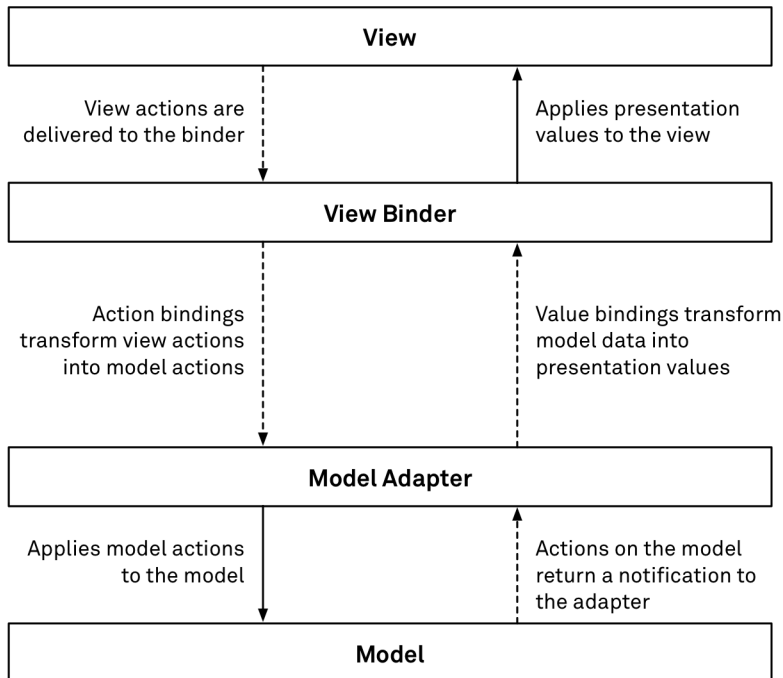 View
View actions are
delivered to the binder
Applies presentation
values to the view
View Binder
Action bindings
transform view actions
into model actions
Value bindings transform
model data into
presentation values
Model Adapter
Applies model actions
to the model
Actions on the model
return a notification to
the adapter
Model